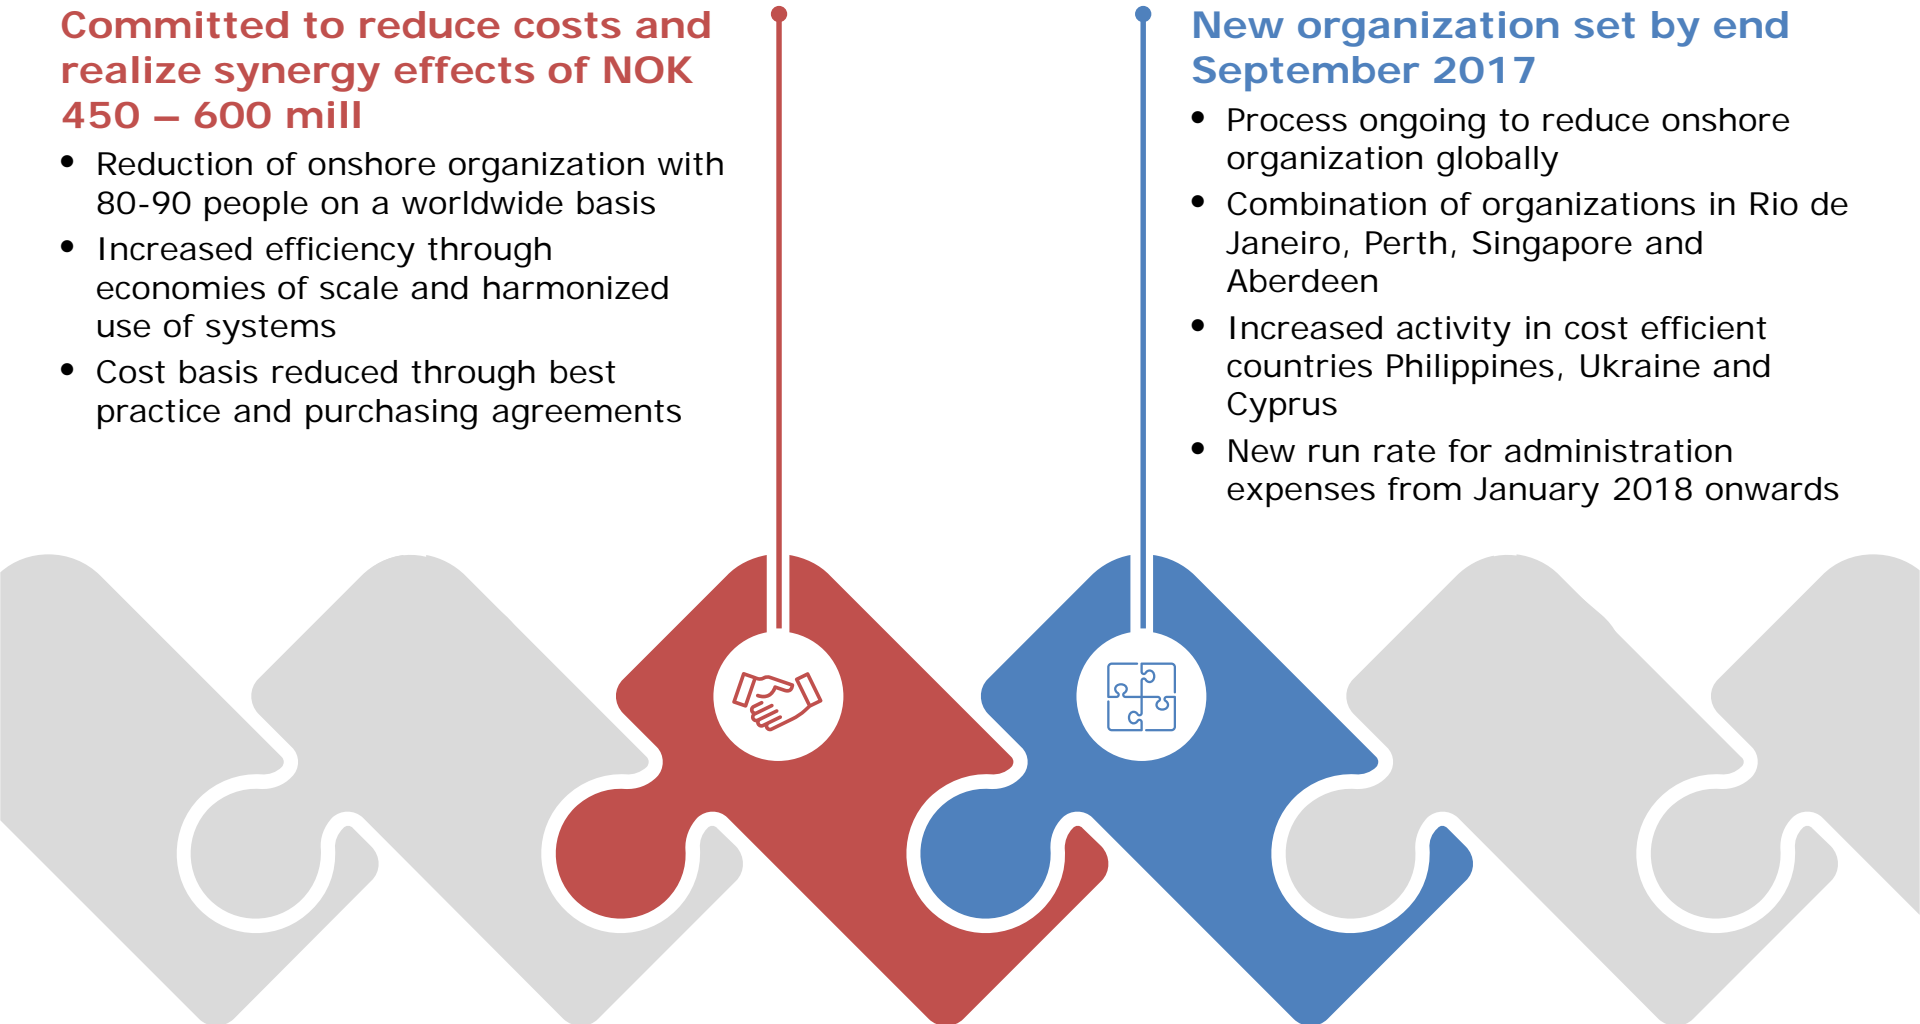 Committed to reduce costs and
realize synergy effects of NOK
450 – 600 mill
• Reduction of onshore organization with
80-90 people on a worldwide basis
• Increased efficiency through
economies of scale and harmonized
use of systems
• Cost basis reduced through best
practice and purchasing agreements
New organization set by end
September 2017
• Process ongoing to reduce onshore
organization globally
• Combination of organizations in Rio de
Janeiro, Perth, Singapore and
Aberdeen
• Increased activity in cost efficient
countries Philippines, Ukraine and
Cyprus
• New run rate for administration
expenses from January 2018 onwards